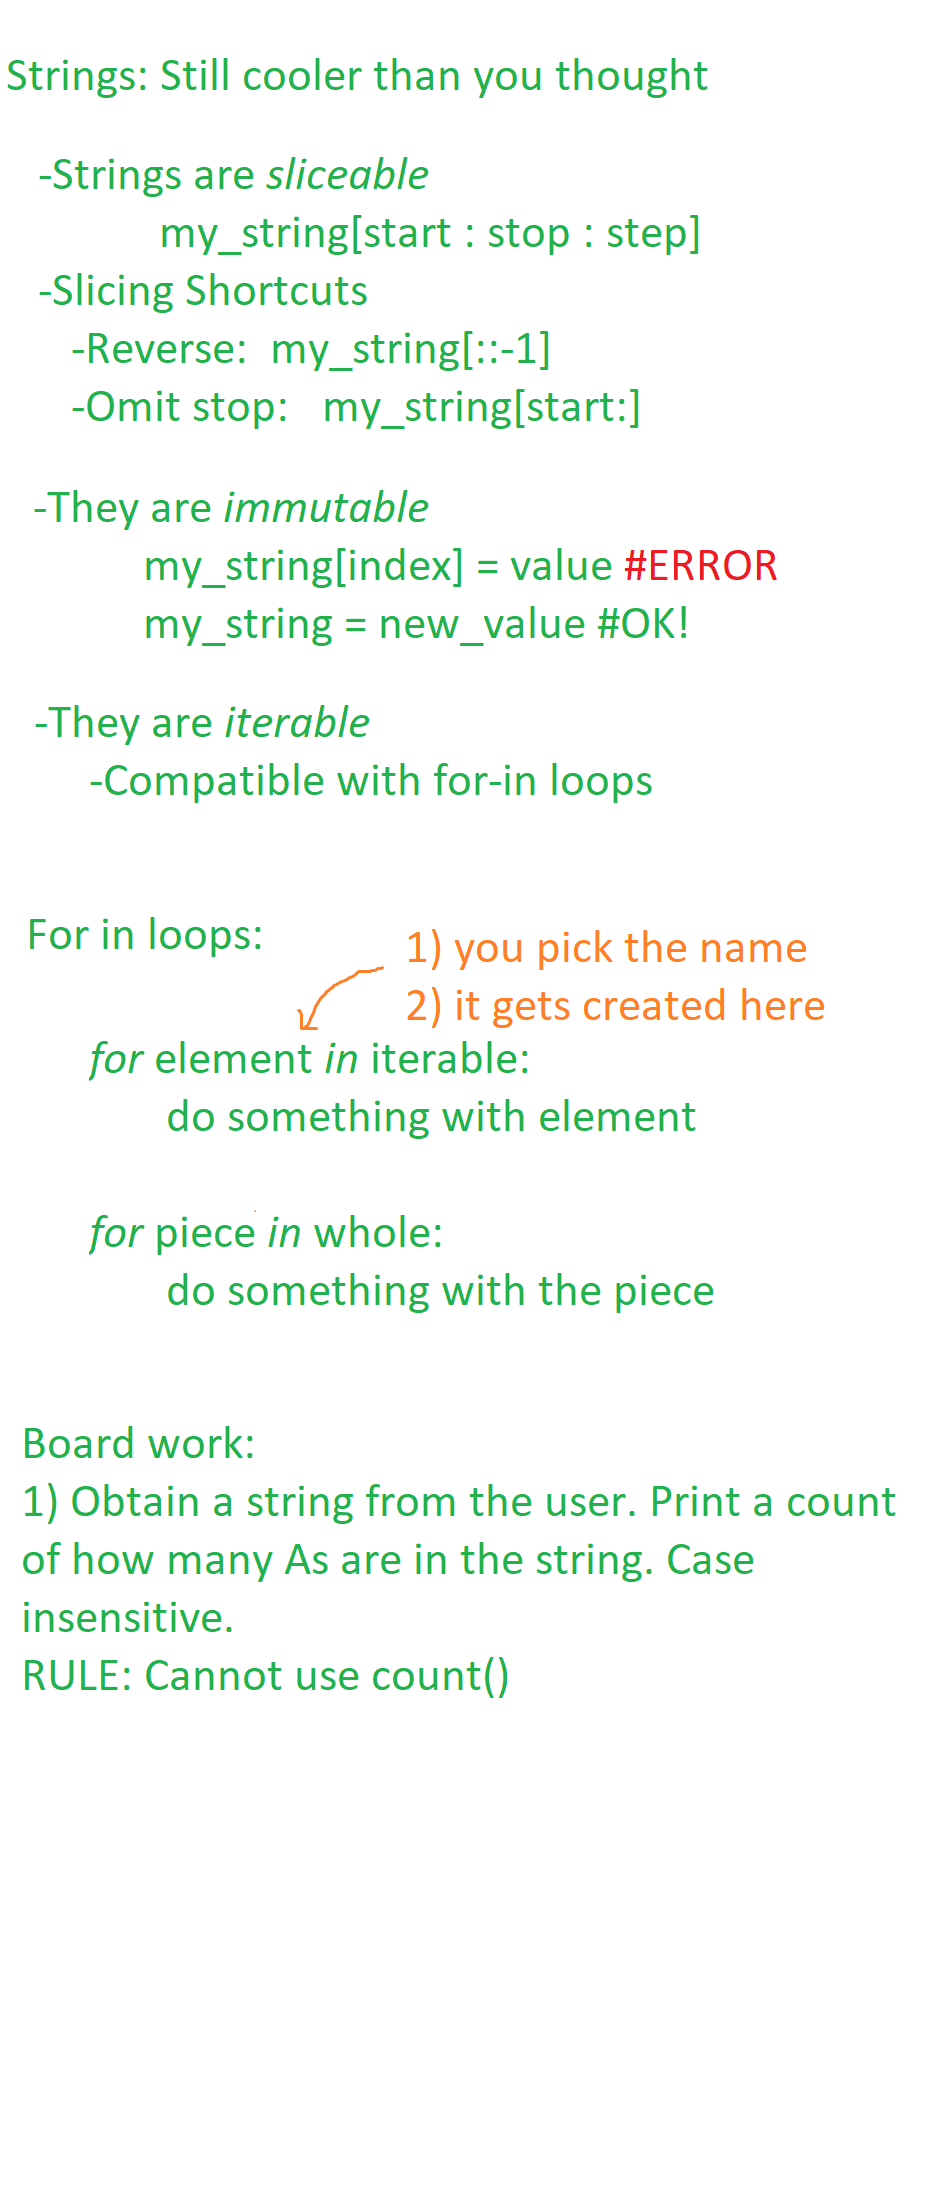 Strings: Still cooler than you thought
-Strings are sliceable
my_string[start : stop : step]
-Slicing Shortcuts
-Reverse:  my_string[::-1]
-Omit stop:   my_string[start:]
-They are immutable
my_string[index] = value #ERROR
my_string = new_value #OK!
-They are iterable
-Compatible with for-in loops
For in loops:
1) you pick the name
2) it gets created here
for element in iterable:
do something with element
for piece in whole:
do something with the piece
Board work:
1) Obtain a string from the user. Print a count
of how many As are in the string. Case
insensitive.
RULE: Cannot use count()